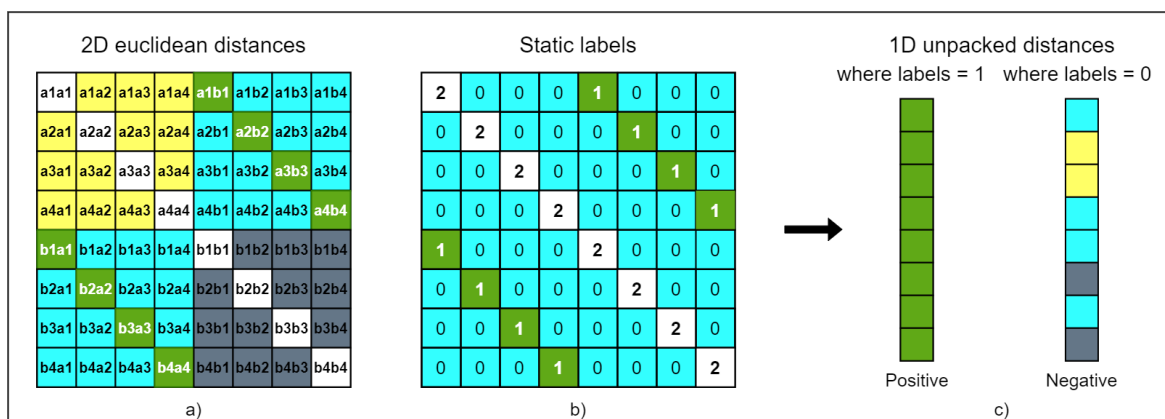 2D euclidean distances
a1a1 a1a2 a1a3 a1a4 a1b1 a1b2 a1b3 a1b4
a2a1 a2a2 a2a3 a2a4 a2b1 a2b2 a2b3 a2b4
a3a1 a3a2 a3a3 a3a4 a3b1 a3b2 a3b3 a3b4
a4a1 a4a2 a4a3 a4a4 a4b1 a4b2 a4b3 a4b4
b1a1 b1a2 b1a3 b1a4 b1b1 b1b2 b1b3 b1b4
b2a1 b2a2 b2a3 b2a4 b2b1 b2b2 b2b3 b2b4
b3a1 b3a2 b3a3 b3a4 b3b1 b3b2 b3b3 b3b4
b4a1 b4a2 b4a3 b4a4 b4b1 b4b2 b4b3 b4b4
a)
Static labels
2 0 0 0 1 0 0 0
0 2 0 0 0 1 0 0
0 0 2 0 0 0 1 0
0 0 0 2 0 0 0 1
1 0 0 0 2 0 0 0
0 1 0 0 0 2 0 0
0 0 1 0 0 0 2 0
0 0 0 1 0 0 0 2
b)
1D unpacked distances
where labels = 1 where labels = 0
Positive Negative
c)